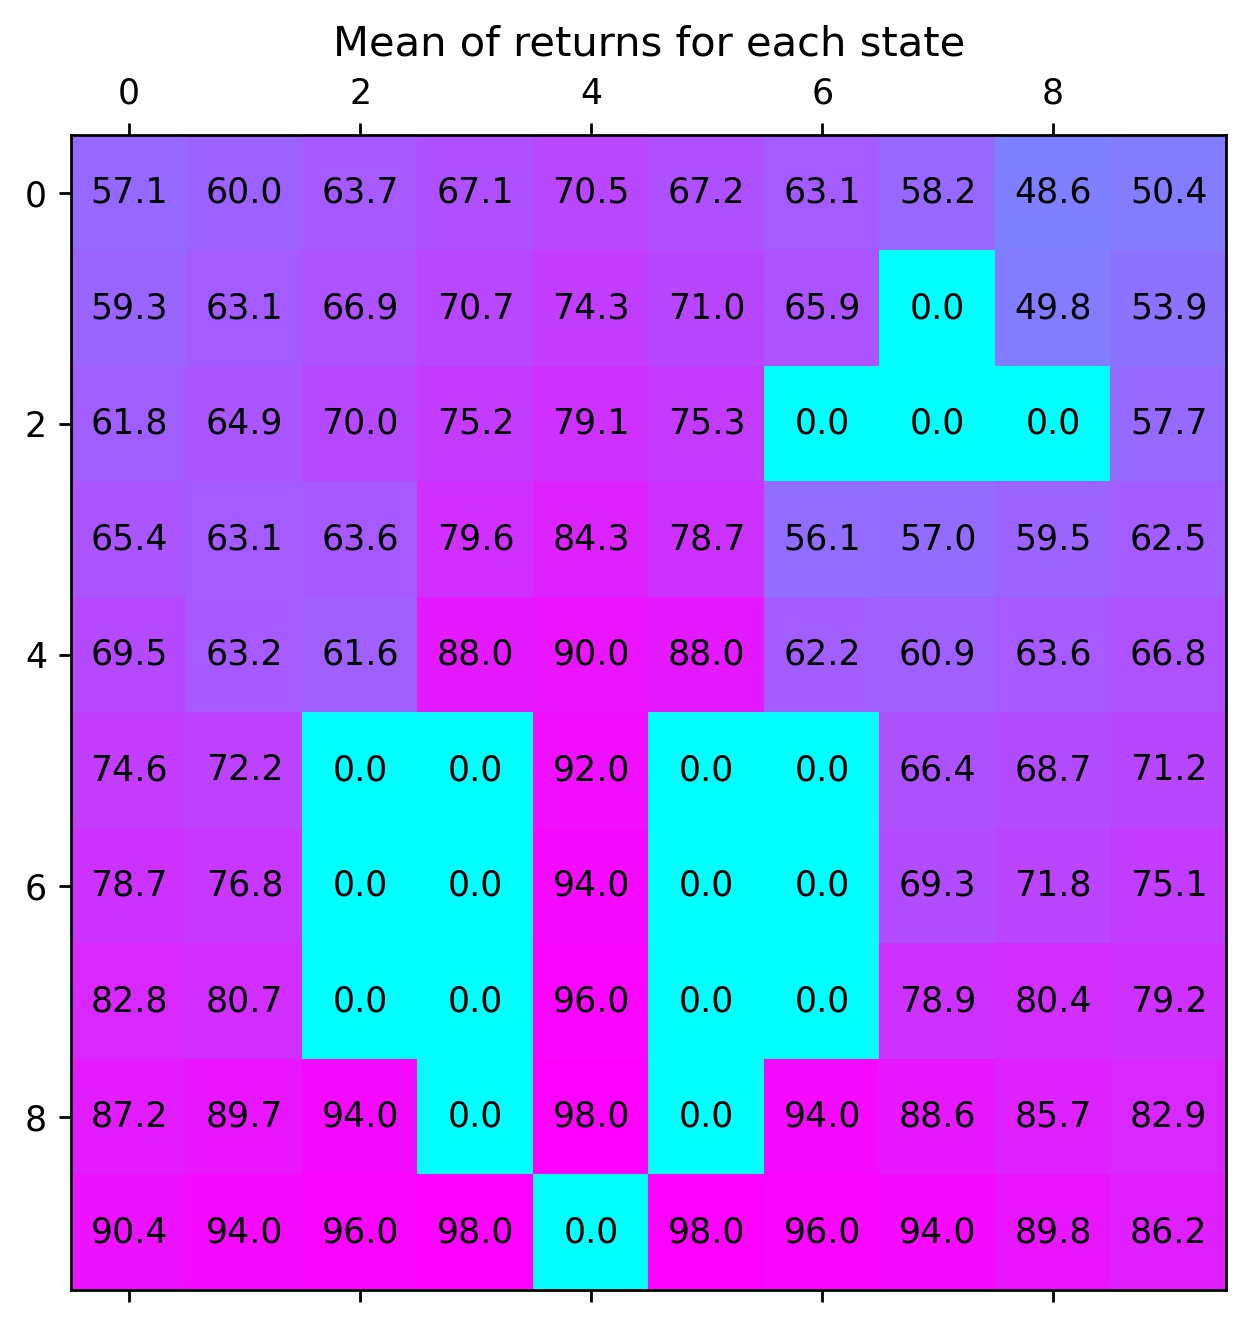 Mean of returns for each state
0 2 4 6 8
0 57.1 60.0 63.7 67.1 70.5 67.2 63.1 58.2 48.6 50.4
59.3 63.1 66.9 70.7 74.3 71.0 65.9 0.0 49.8 53.9
2 61.8 64.9 70.0 75.2 79.1 75.3 0.0 0.0 0.0 57.7
65.4 63.1 63.6 79.6 84.3 78.7 56.1 57.0 59.5 62.5
4 69.5 63.2 61.6 88.0 90.0 88.0 62.2 60.9 63.6 66.8
74.6 72.2 0.0 0.0 92.0 0.0 0.0 66.4 68.7 71.2
6 78.7 76.8 0.0 0.0 94.0 0.0 0.0 69.3 71.8 75.1
82.8 80.7 0.0 0.0 96.0 0.0 0.0 78.9 80.4 79.2
8 87.2 89.7 94.0 0.0 98.0 0.0 94.0 88.6 85.7 82.9
90.4 94.0 96.0 98.0 0.0 98.0 96.0 94.0 89.8 86.2